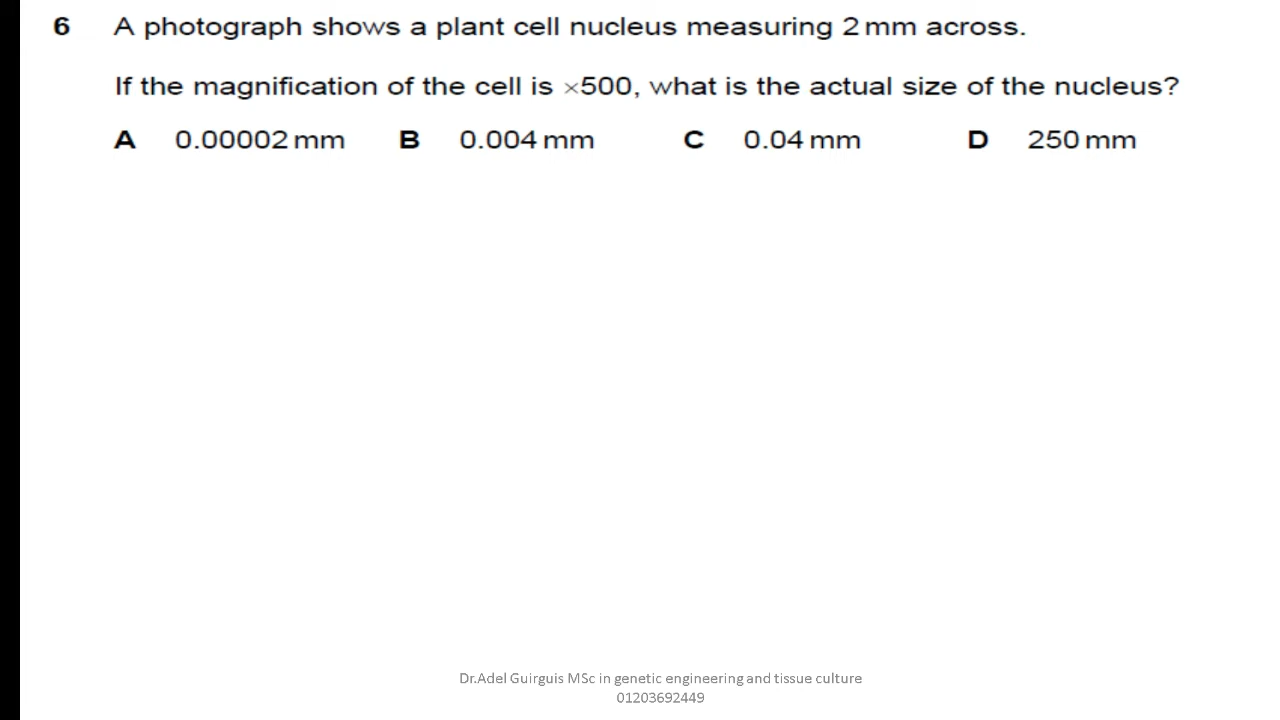 6 A photograph shows a plant cell nucleus measuring 2 mm across.
If the magnification of the cell is ×500, what is the actual size of the nucleus?
A 0.00002 mm B 0.004 mm C 0.04 mm D 250 mm
Dr.Adel Guirguis MSc in genetic engineering and tissue culture
01203692449